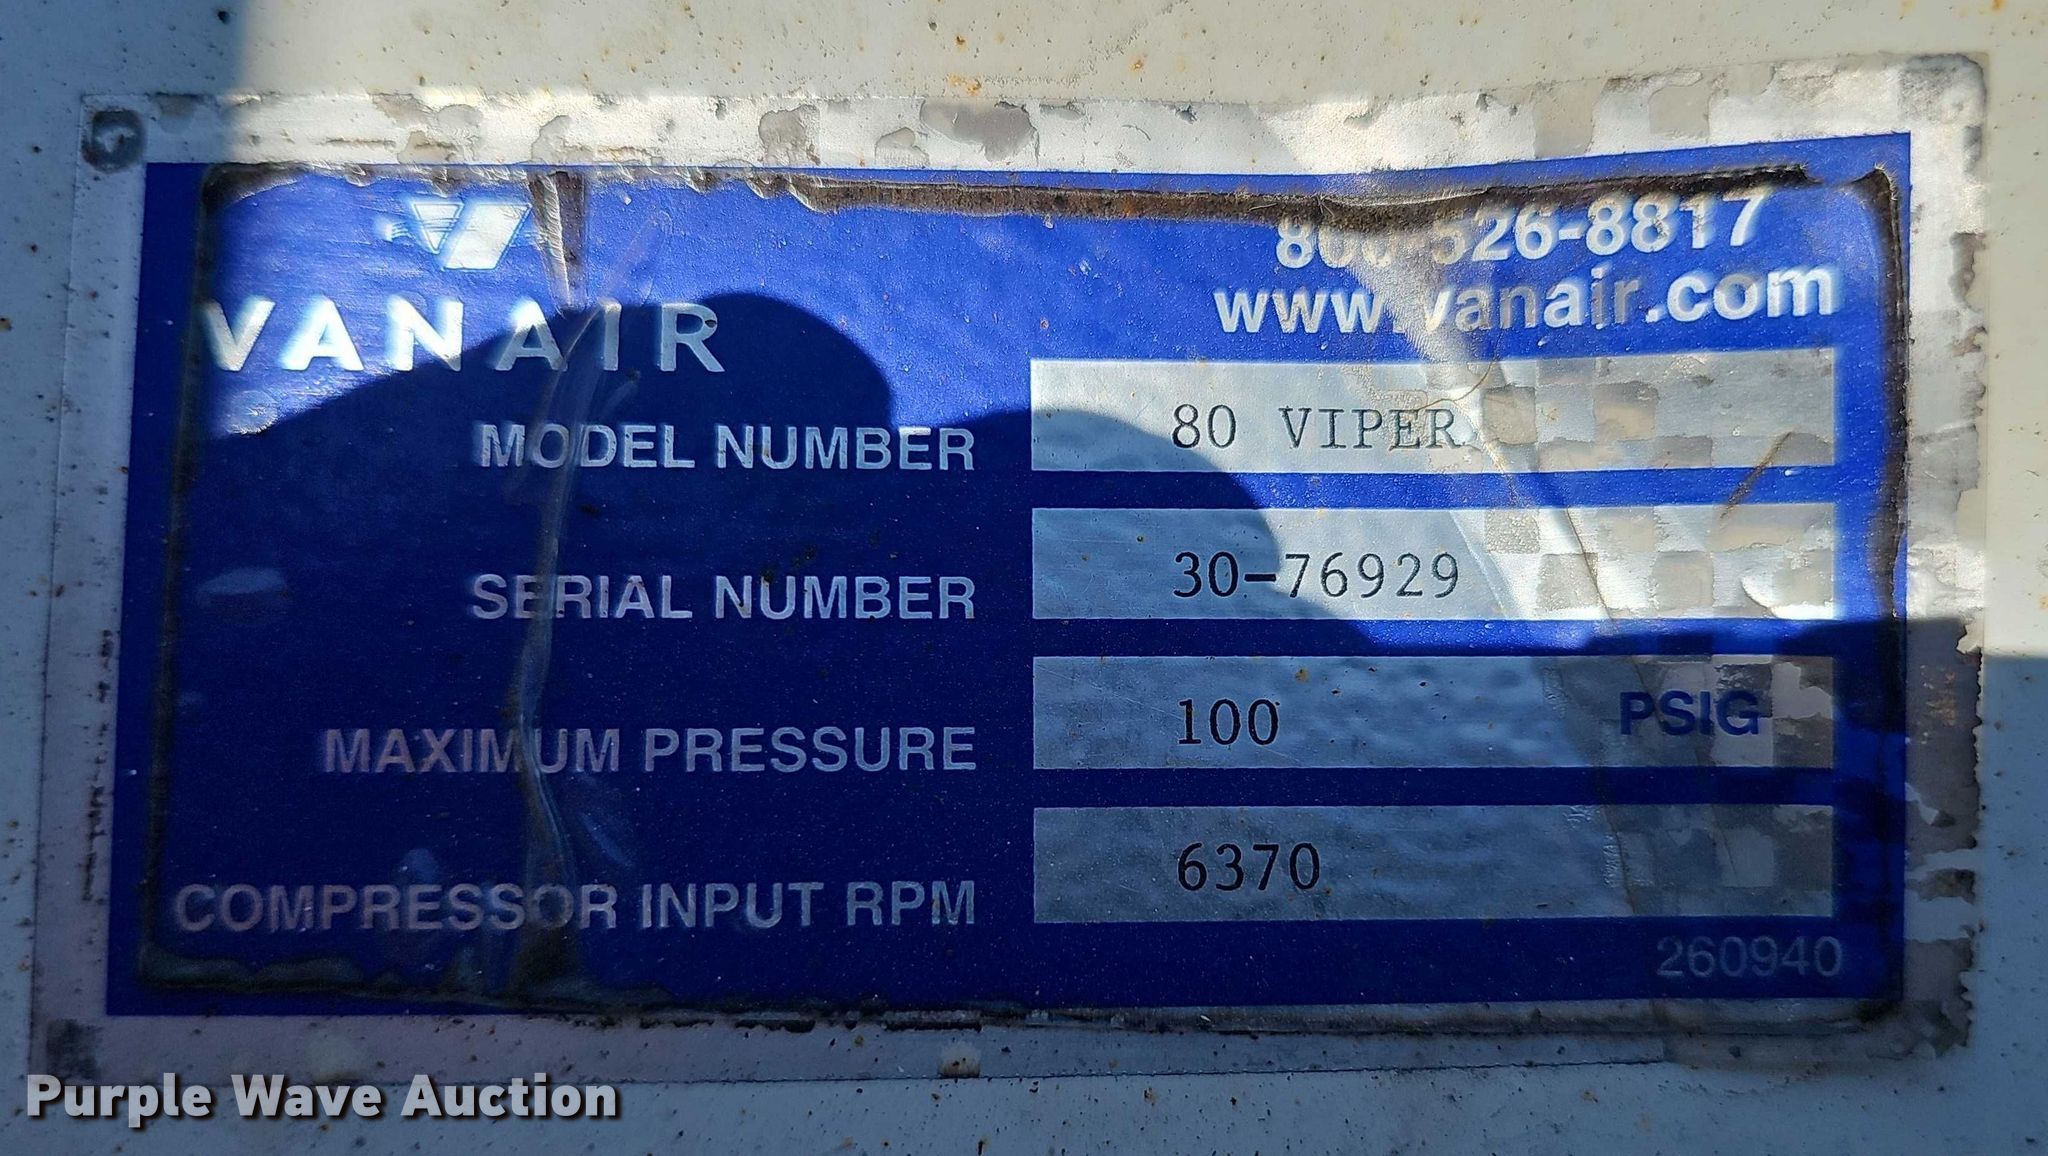 800-526-8817
www.vanair.com
VANAIR
MODEL NUMBER 80 VIPER
SERIAL NUMBER 30-76929
MAXIMUM PRESSURE 100 PSIG
COMPRESSOR INPUT RPM 6370
260940
Purple Wave Auction